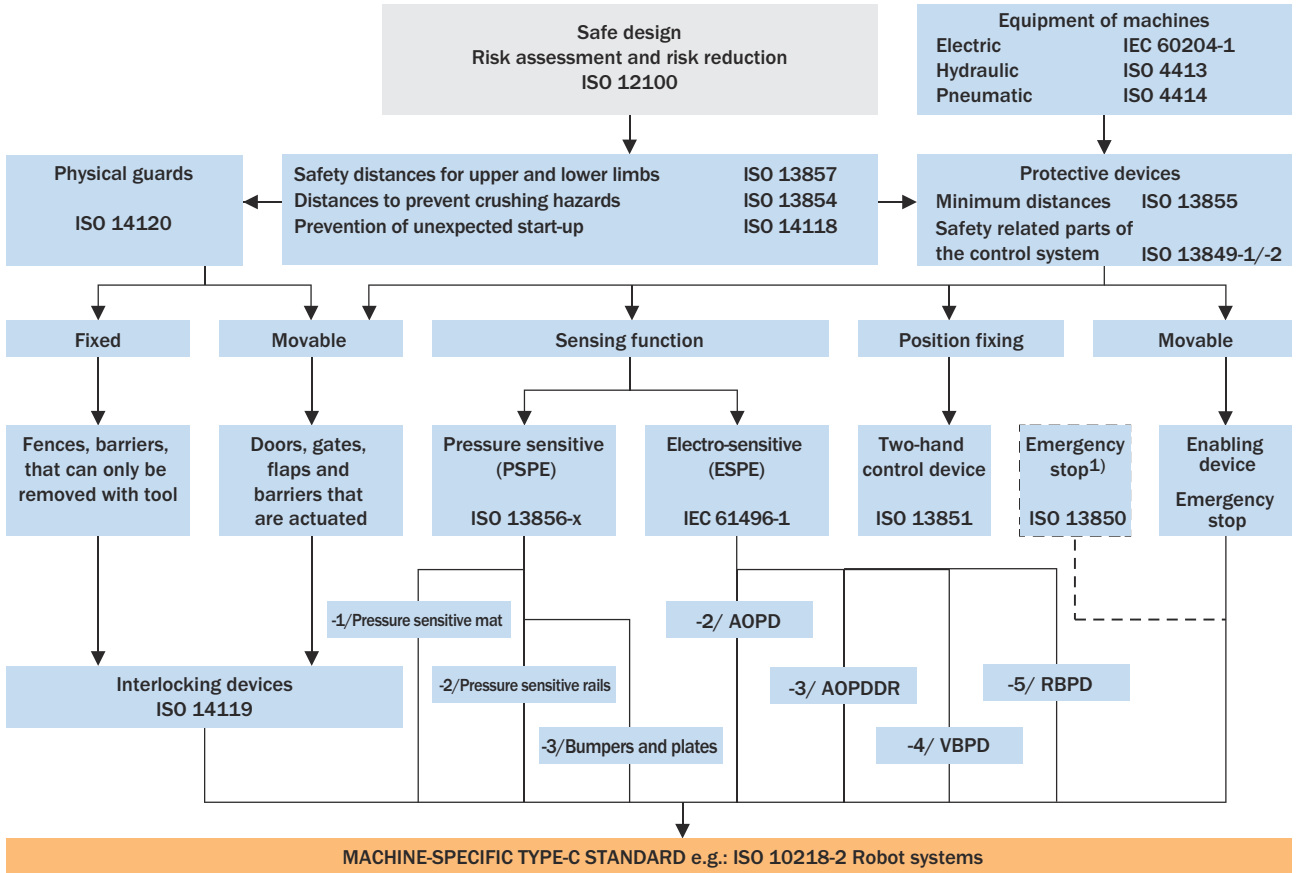 Safe design
Risk assessment and risk reduction
ISO 12100
Equipment of machines
Electric IEC 60204-1
Hydraulic ISO 4413
Pneumatic ISO 4414
Physical guards
ISO 14120
Safety distances for upper and lower limbs ISO 13857
Distances to prevent crushing hazards ISO 13854
Prevention of unexpected start-up ISO 14118
Protective devices
Minimum distances ISO 13855
Safety related parts of
the control system ISO 13849-1/-2
Fixed
Movable
Sensing function
Position fixing
Movable
Fences, barriers,
that can only be
removed with tool
Doors, gates,
flaps and
barriers that
are actuated
Pressure sensitive
(PSPE)
ISO 13856-x
Electro-sensitive
(ESPE)
IEC 61496-1
Two-hand
control device
ISO 13851
Emergency
stop1)
ISO 13850
Enabling
device
Emergency
stop
-1/Pressure sensitive mat
-2/ AOPD
Interlocking devices
ISO 14119
-2/Pressure sensitive rails
-3/ AOPDDR
-5/ RBPD
-3/Bumpers and plates
-4/ VBPD
MACHINE-SPECIFIC TYPE-C STANDARD e.g.: ISO 10218-2 Robot systems